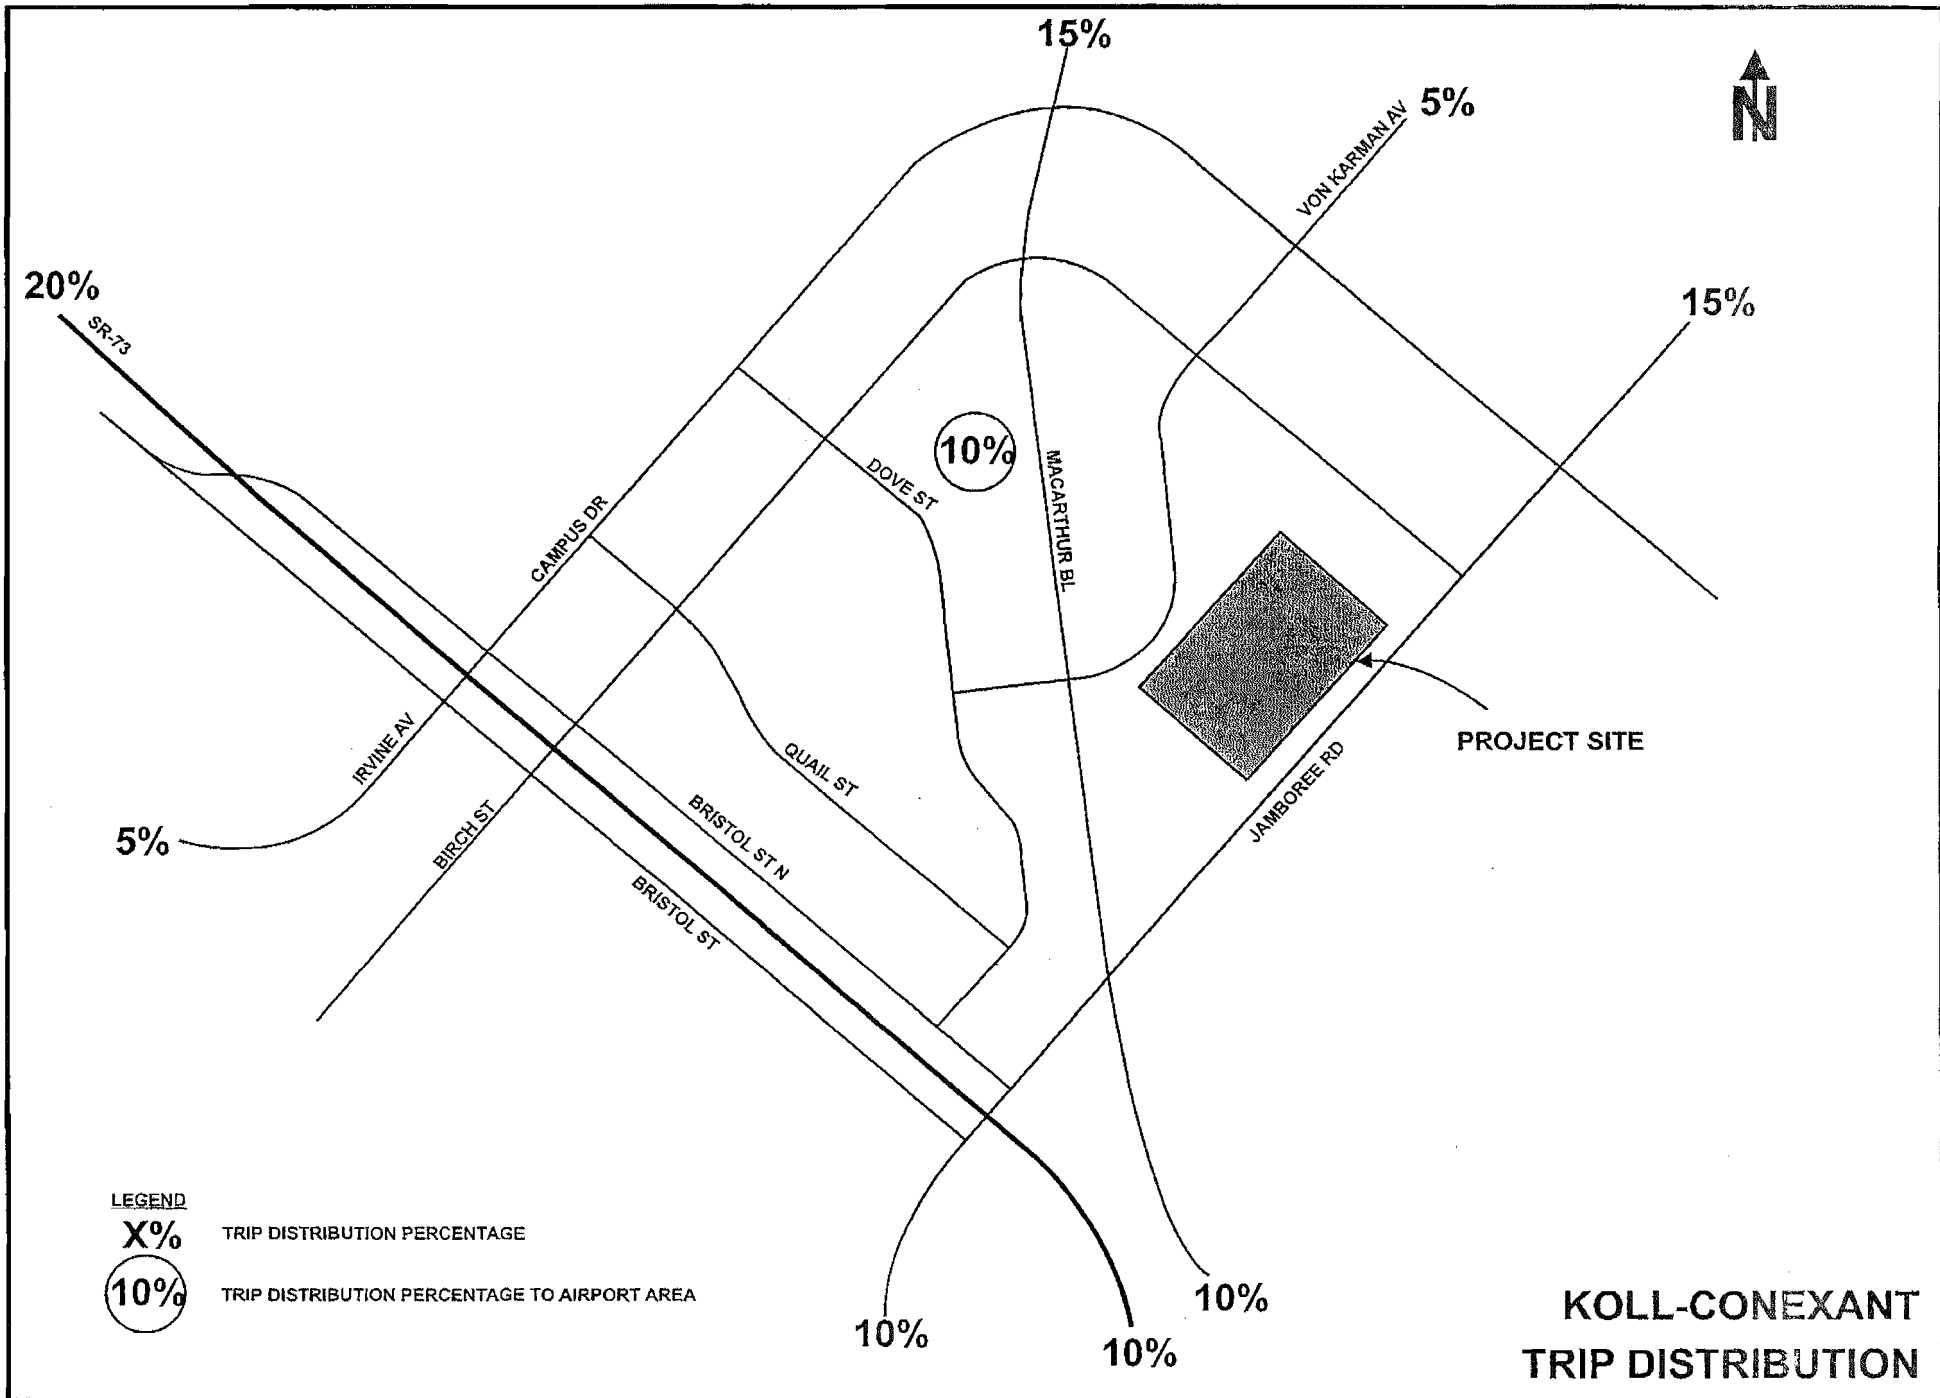 15%
N
VON KARMAN AV
5%
20%
SR-73
15%
10%
DOVE ST
MACARTHUR BL
CAMPUS DR
PROJECT SITE
IRVINE AV
QUAIL ST
JAMBOREE RD
5%
BIRCH ST
BRISTOL ST N
BRISTOL ST
LEGEND
X% TRIP DISTRIBUTION PERCENTAGE
10% TRIP DISTRIBUTION PERCENTAGE TO AIRPORT AREA
10%
10%
10%
KOLL-CONEXANT
TRIP DISTRIBUTION